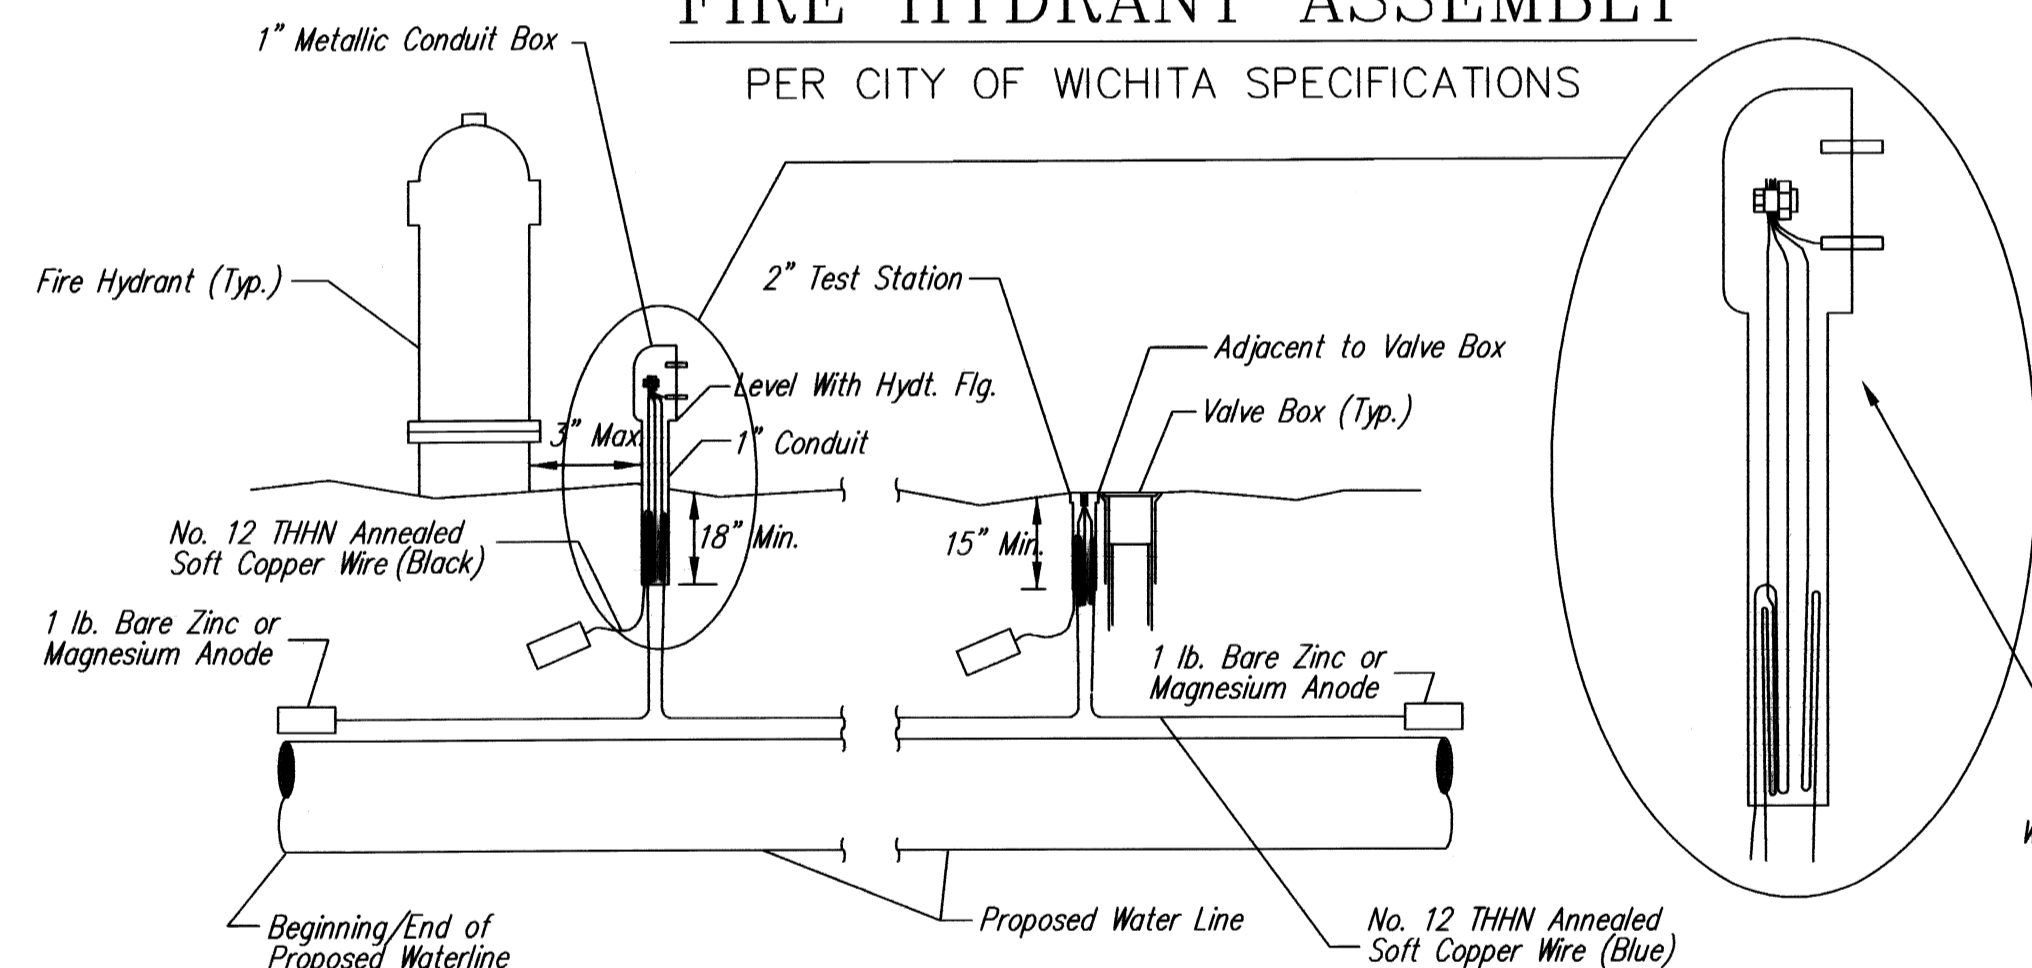 FIRE HYDRANT ASSEMBLY
PER CITY OF WICHITA SPECIFICATIONS
1” Metallic Conduit Box
Fire Hydrant (Typ.)
2” Test Station
Adjacent to Valve Box
Level With Hydt. Flg.
Valve Box (Typ.)
3” Max
1” Conduit
No. 12 THHN Annealed
Soft Copper Wire (Black)
18” Min.
15” Min.
1 lb. Bare Zinc or
Magnesium Anode
1 lb. Bare Zinc or
Magnesium Anode
Beginning/End of
Proposed Waterline
Proposed Water Line
No. 12 THHN Annealed
Soft Copper Wire (Blue)